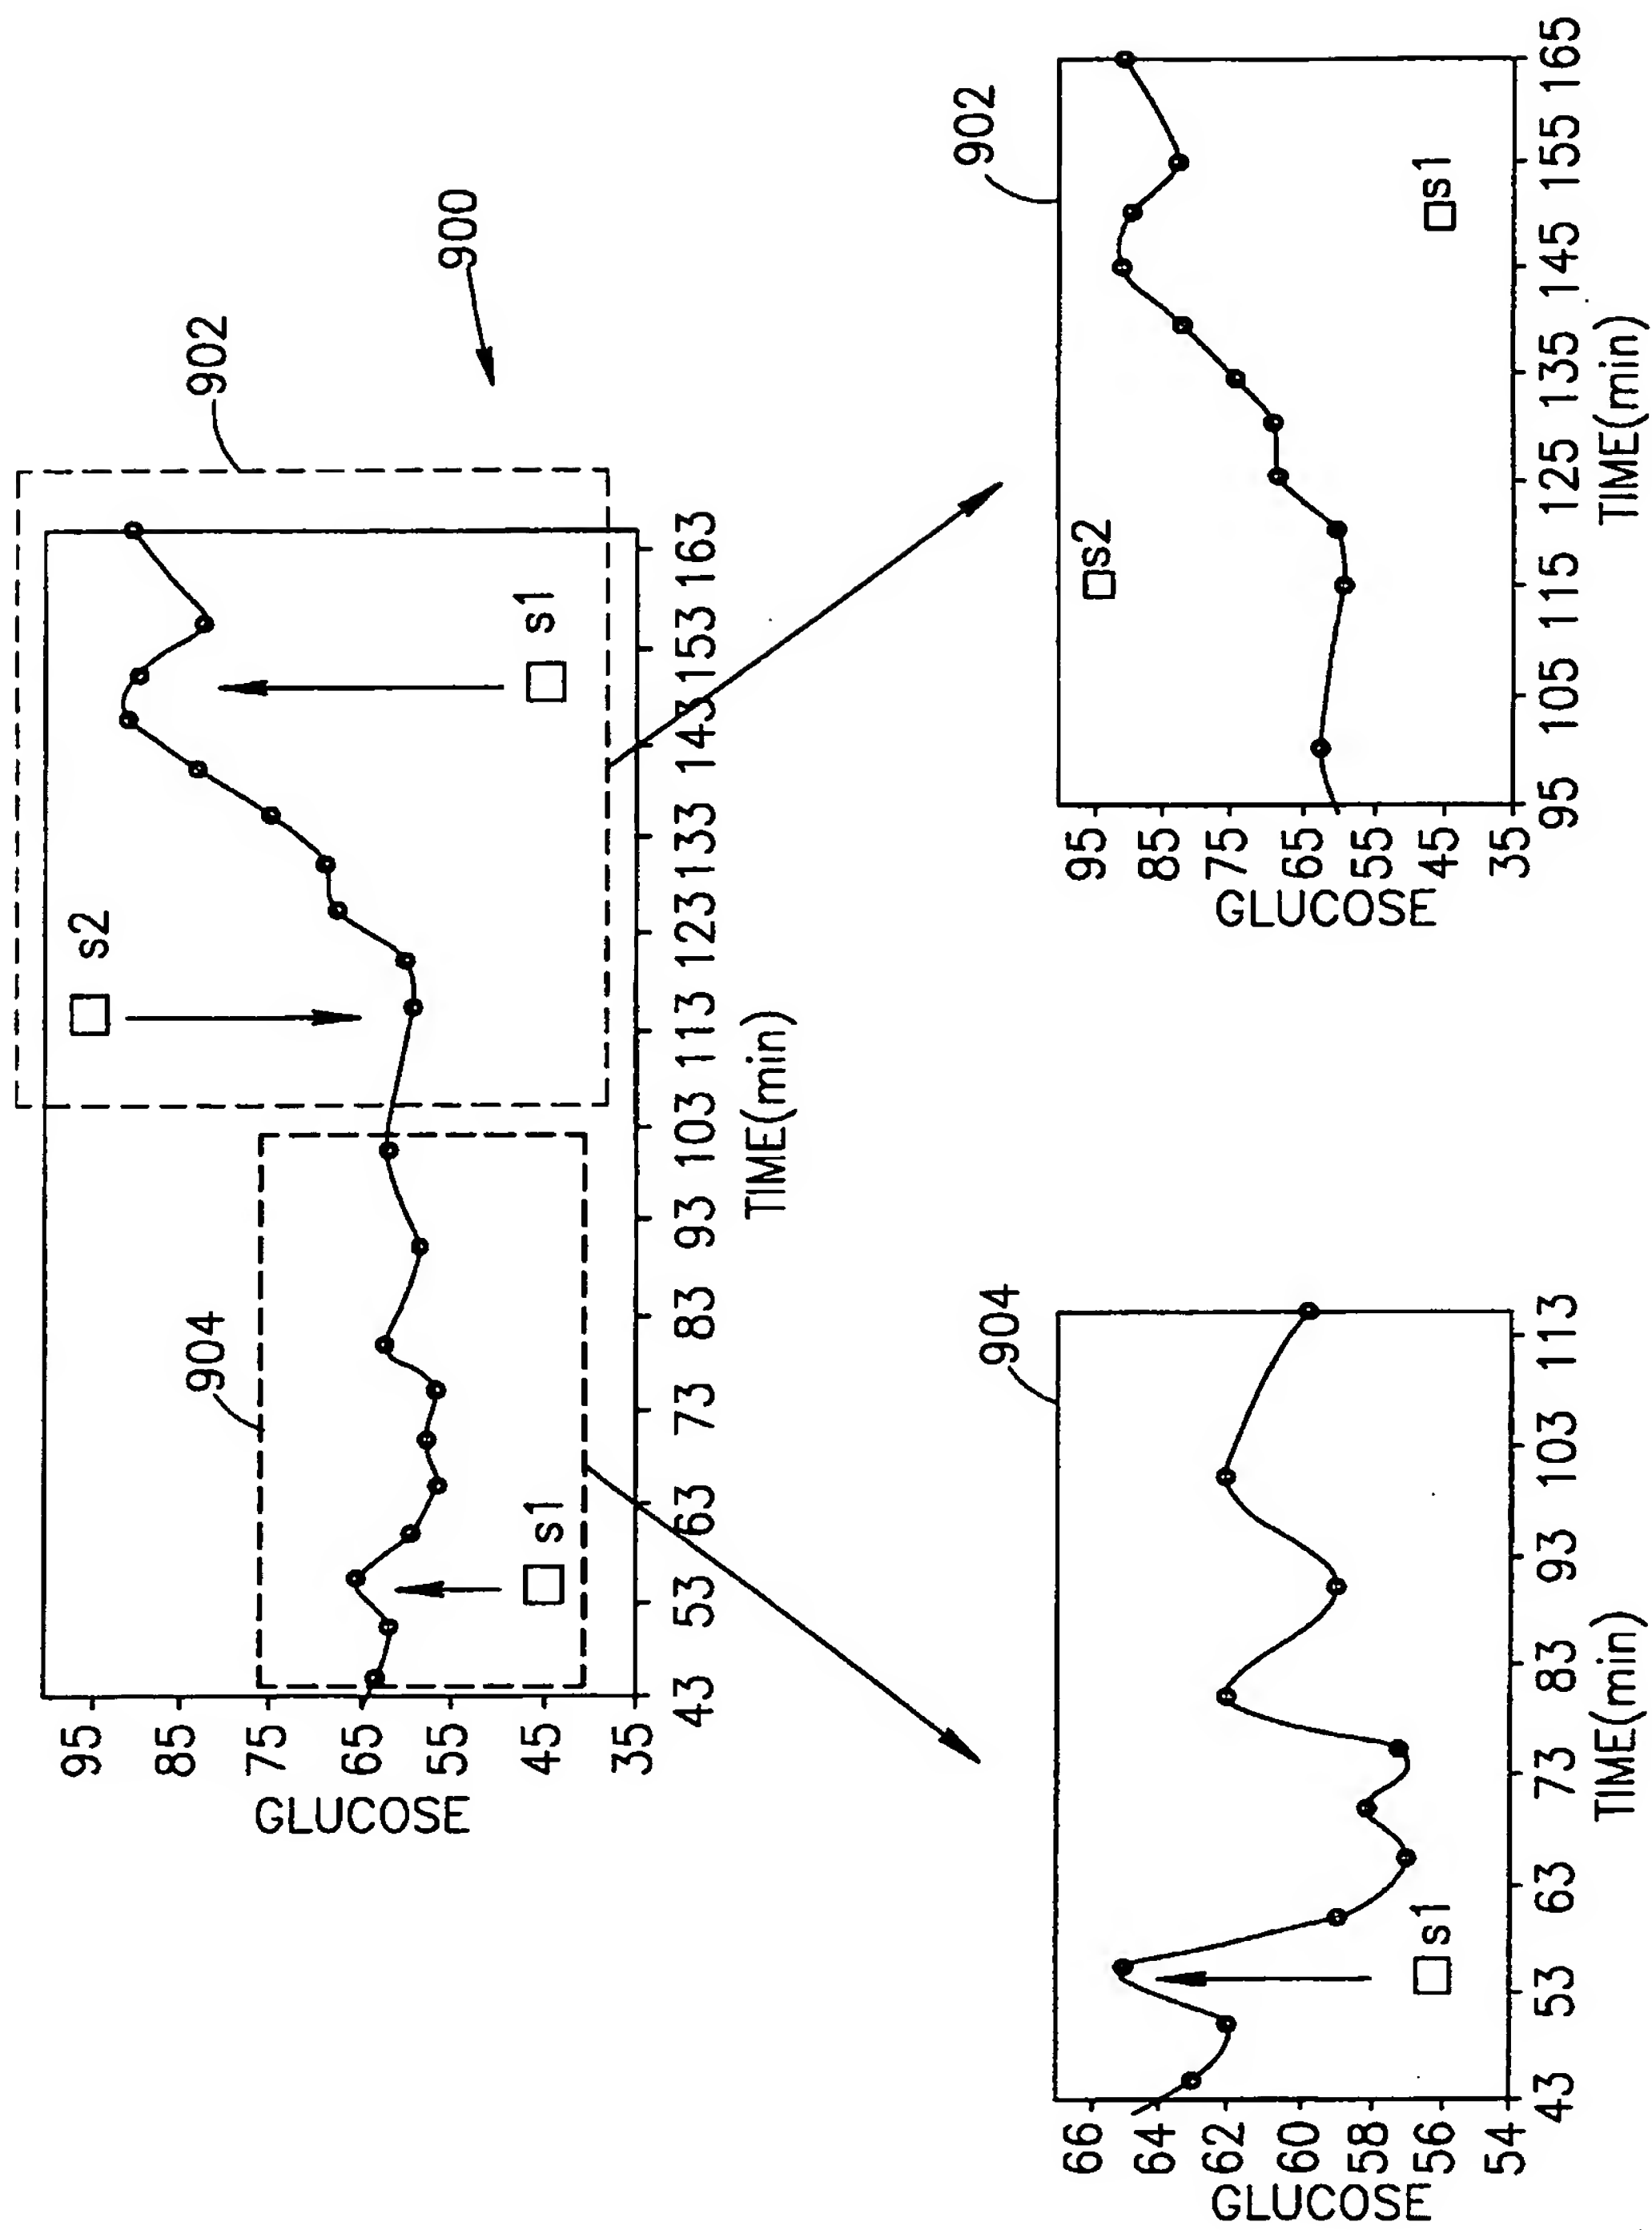 900
902
904
s2
s1
s1
95
85
75
65
55
45
35
GLUCOSE
43 53 63 73 83 93 103 113 123 133 143 153 163
TIME(min)
904
s1
66
64
62
60
58
56
54
GLUCOSE
43 53 63 73 83 93 103 113
TIME(min)
902
s2
s1
95
85
75
65
55
45
35
GLUCOSE
95 105 115 125 135 145 155 165
TIME(min)